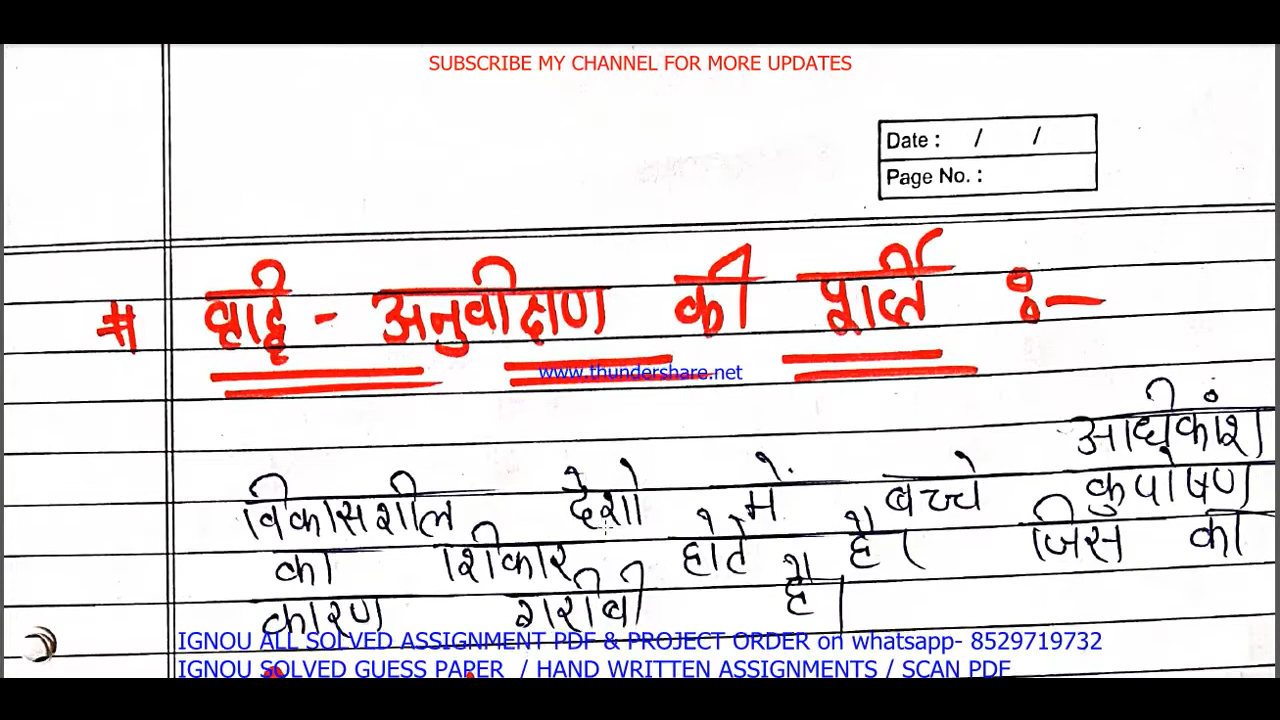 SUBSCRIBE MY CHANNEL FOR MORE UPDATES
Date : / /
Page No. :
# वृद्धि - अनुवीक्षण की :-
www.thundershare.net
अधिकांश
विकासशील देशो में बच्चे कुपोषण
का शिकार होते है। जिस का
कारण गरीबी है।
IGNOU ALL SOLVED ASSIGNMENT PDF & PROJECT ORDER on whatsapp- 8529719732
IGNOU SOLVED GUESS PAPER / HAND WRITTEN ASSIGNMENTS / SCAN PDF